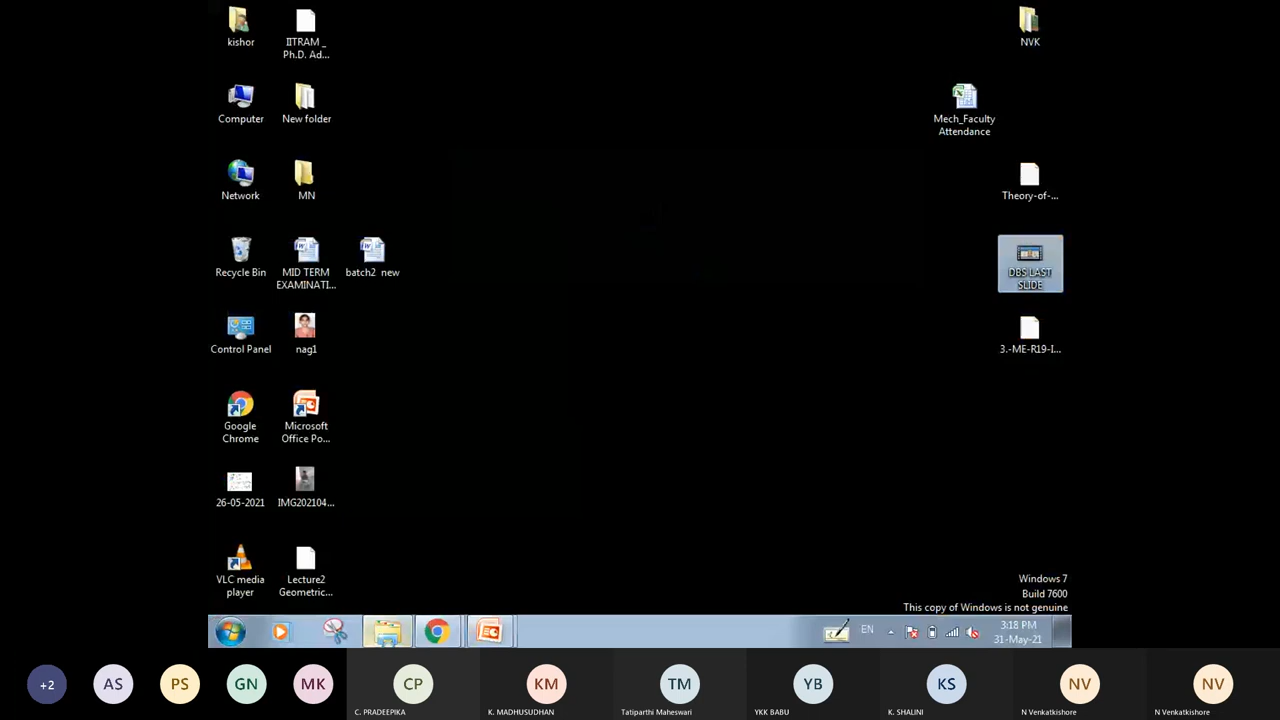 kishor
IITRAM _
Ph.D. Ad...
NVK
Computer
New folder
Mech_Faculty
Attendance
Network
MN
Theory-of-...
Recycle Bin
MID TERM
EXAMINATI...
batch2 new
DBS LAST
SLIDE
Control Panel
nag1
3.-ME-R19-I...
Google
Chrome
Microsoft
Office Po...
26-05-2021
IMG202104...
VLC media
player
Lecture2
Geometric...
Windows 7
Build 7600
This copy of Windows is not genuine
EN
3:18 PM
31-May-21
+2
AS
PS
GN
MK
CP
KM
TM
YB
KS
NV
NV
C. PRADEEPIKA
K. MADHUSUDHAN
Tatiparthi Maheswari
YKK BABU
K. SHALINI
N Venkatkishore
N Venkatkishore